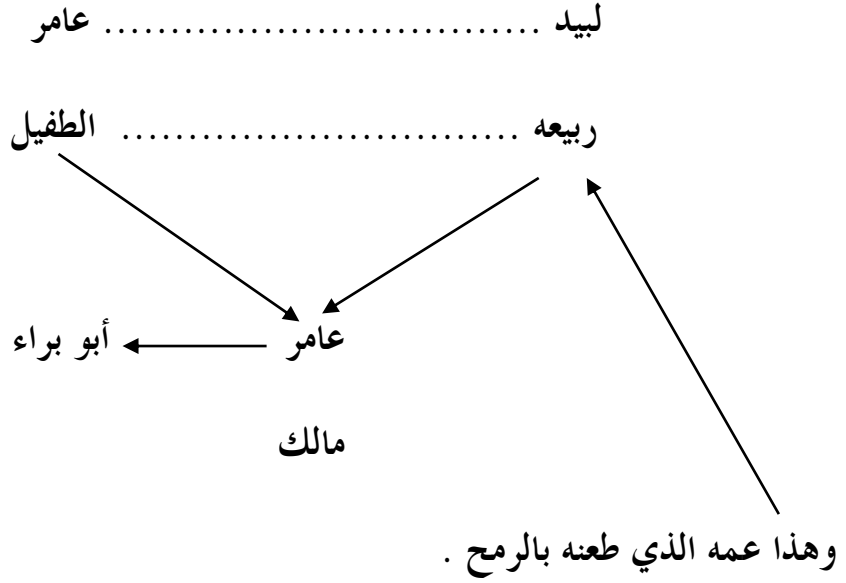 لبيد ................................. عامر
ربيعه .............................. الطفيل
عامر أبو براء
مالك
وهذا عمه الذي طعنه بالرمح .